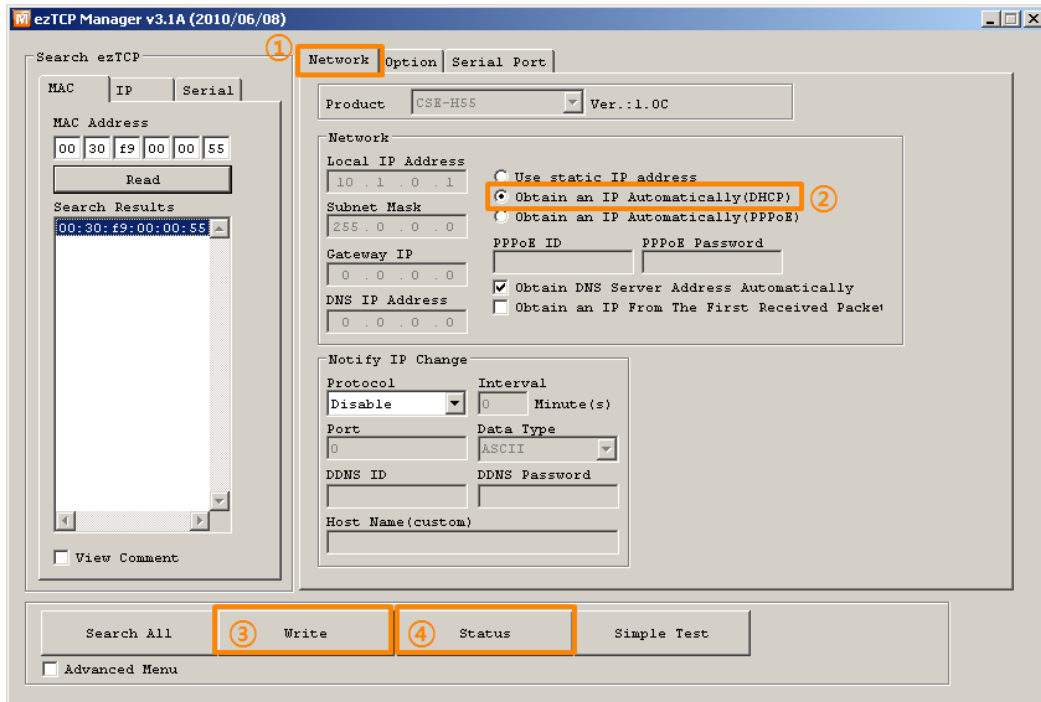 ezTCP Manager v3.1A (2010/06/08)
Search ezTCP
MAC IP Serial
MAC Address
00 30 f9 00 00 55
Read
Search Results
00:30:f9:00:00:55
View Comment
① Network Option Serial Port
Product CSE-H55 Ver.:1.0C
Network
Local IP Address
10 . 1 . 0 . 1
Subnet Mask
255 . 0 . 0 . 0
Gateway IP
0 . 0 . 0 . 0
DNS IP Address
0 . 0 . 0 . 0
Use static IP address
Obtain an IP Automatically(DHCP) ②
Obtain an IP Automatically(PPPoE)
PPPoE ID PPPoE Password
Obtain DNS Server Address Automatically
Obtain an IP From The First Received Packet
Notify IP Change
Protocol Interval
Disable 0 Minute(s)
Port Data Type
0 ASCII
DDNS ID DDNS Password
Host Name(custom)
Search All ③ Write ④ Status Simple Test
Advanced Menu